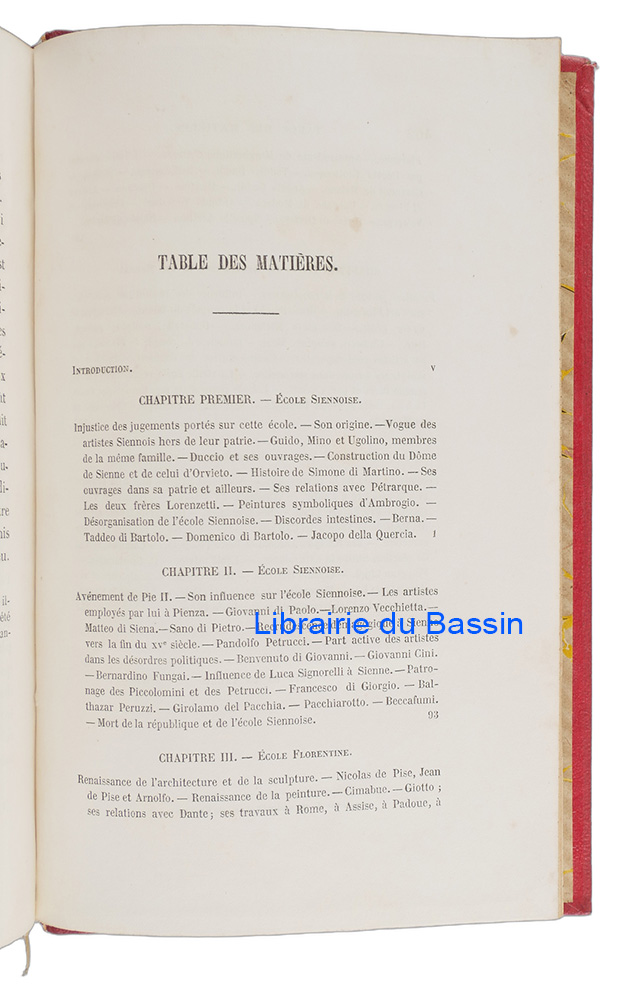 TABLE DES MATIÈRES.
INTRODUCTION. V
CHAPITRE PREMIER. — ÉCOLE SIENNOISE.
Injustice des jugements portés sur cette école. — Son origine. — Vogue des
artistes Siennois hors de leur patrie. — Guido, Mino et Ugolino, membres
de la même famille. — Duccio et ses ouvrages. — Construction du Dôme
de Sienne et de celui d'Orvieto. — Histoire de Simone di Martino. — Ses
ouvrages dans sa patrie et ailleurs. — Ses relations avec Pétrarque. —
Les deux frères Lorenzetti. — Peintures symboliques d'Ambrogio. —
Désorganisation de l'école Siennoise. — Discordes intestines. — Berna. —
Taddeo di Bartolo. — Domenico di Bartolo. — Jacopo della Quercia. 1
CHAPITRE II. — ÉCOLE SIENNOISE.
Avénement de Pie II. — Son influence sur l'école Siennoise. — Les artistes
employés par lui à Pienza. — Giovanni di Paolo. — Lorenzo Vecchietta. —
Matteo di Siena. — Sano di Pietro. — à Sienne
Librairie du Bassin
vers la fin du XVe siècle. — Pandolfo Petrucci. — Part active des artistes
dans les désordres politiques. — Benvenuto di Giovanni. — Giovanni Cini.
— Bernardino Fungai. — Influence de Luca Signorelli à Sienne. — Patro-
nage des Piccolomini et des Petrucci. — Francesco di Giorgio. — Bal-
thazar Peruzzi. — Girolamo del Pacchia. — Pacchiarotto. — Beccafumi.
— Mort de la république et de l'école Siennoise. 93
CHAPITRE III. — ÉCOLE FLORENTINE.
Renaissance de l'architecture et de la sculpture. — Nicolas de Pise, Jean
de Pise et Arnolfo. — Renaissance de la peinture. — Cimabue. — Giotto ;
ses relations avec Dante ; ses travaux à Rome, à Assise, à Padoue, à